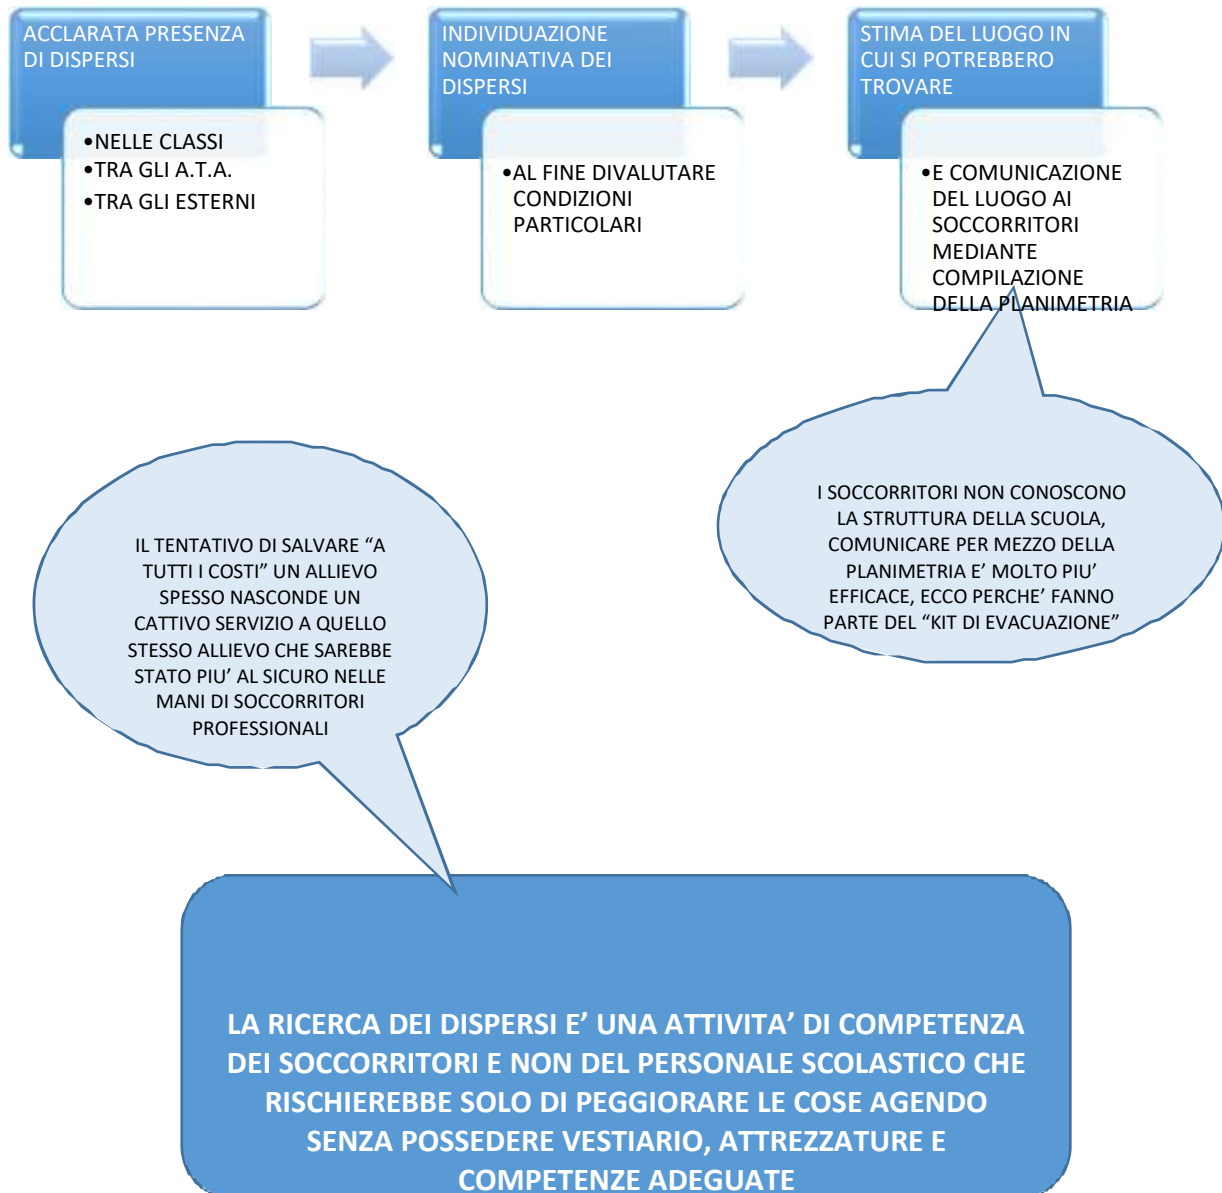 ACCLARATA PRESENZA
DI DISPERSI
•NELLE CLASSI
•TRA GLI A.T.A.
•TRA GLI ESTERNI
INDIVIDUAZIONE
NOMINATIVA DEI
DISPERSI
•AL FINE DIVALUTARE
CONDIZIONI
PARTICOLARI
STIMA DEL LUOGO IN
CUI SI POTREBBERO
TROVARE
•E COMUNICAZIONE
DEL LUOGO AI
SOCCORRITORI
MEDIANTE
COMPILAZIONE
DELLA PLANIMETRIA
I SOCCORRITORI NON CONOSCONO
LA STRUTTURA DELLA SCUOLA,
COMUNICARE PER MEZZO DELLA
PLANIMETRIA E’ MOLTO PIU’
EFFICACE, ECCO PERCHE’ FANNO
PARTE DEL “KIT DI EVACUAZIONE”
IL TENTATIVO DI SALVARE “A
TUTTI I COSTI” UN ALLIEVO
SPESSO NASCONDE UN
CATTIVO SERVIZIO A QUELLO
STESSO ALLIEVO CHE SAREBBE
STATO PIU’ AL SICURO NELLE
MANI DI SOCCORRITORI
PROFESSIONALI
LA RICERCA DEI DISPERSI E’ UNA ATTIVITA’ DI COMPETENZA
DEI SOCCORRITORI E NON DEL PERSONALE SCOLASTICO CHE
RISCHIEREBBE SOLO DI PEGGIORARE LE COSE AGENDO
SENZA POSSEDERE VESTIARIO, ATTREZZATURE E
COMPETENZE ADEGUATE